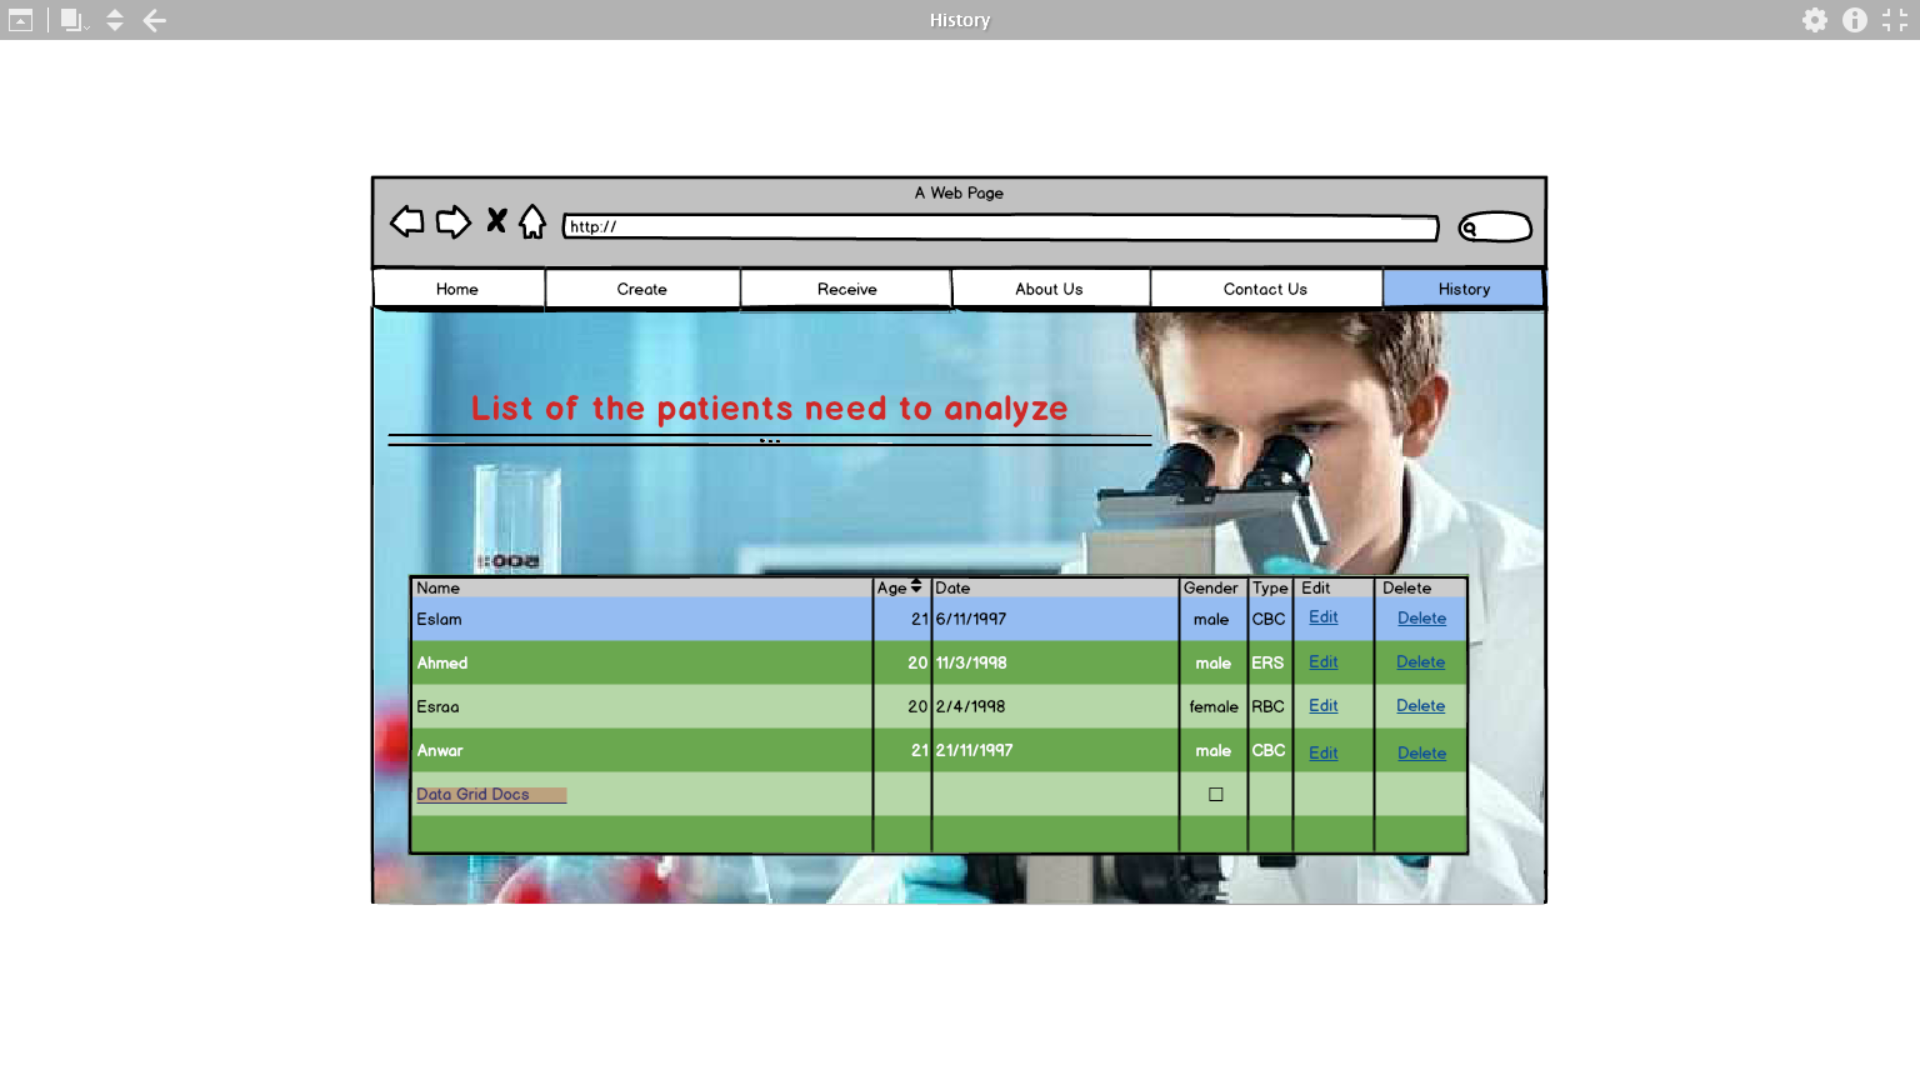 History
A Web Page
http://
Home Create Receive About Us Contact Us History
List of the patients need to analyze
Name Age Date Gender Type Edit Delete
Eslam 21 6/11/1997 male CBC Edit Delete
Ahmed 20 11/3/1998 male ERS Edit Delete
Esraa 20 2/4/1998 female RBC Edit Delete
Anwar 21 21/11/1997 male CBC Edit Delete
Data Grid Docs